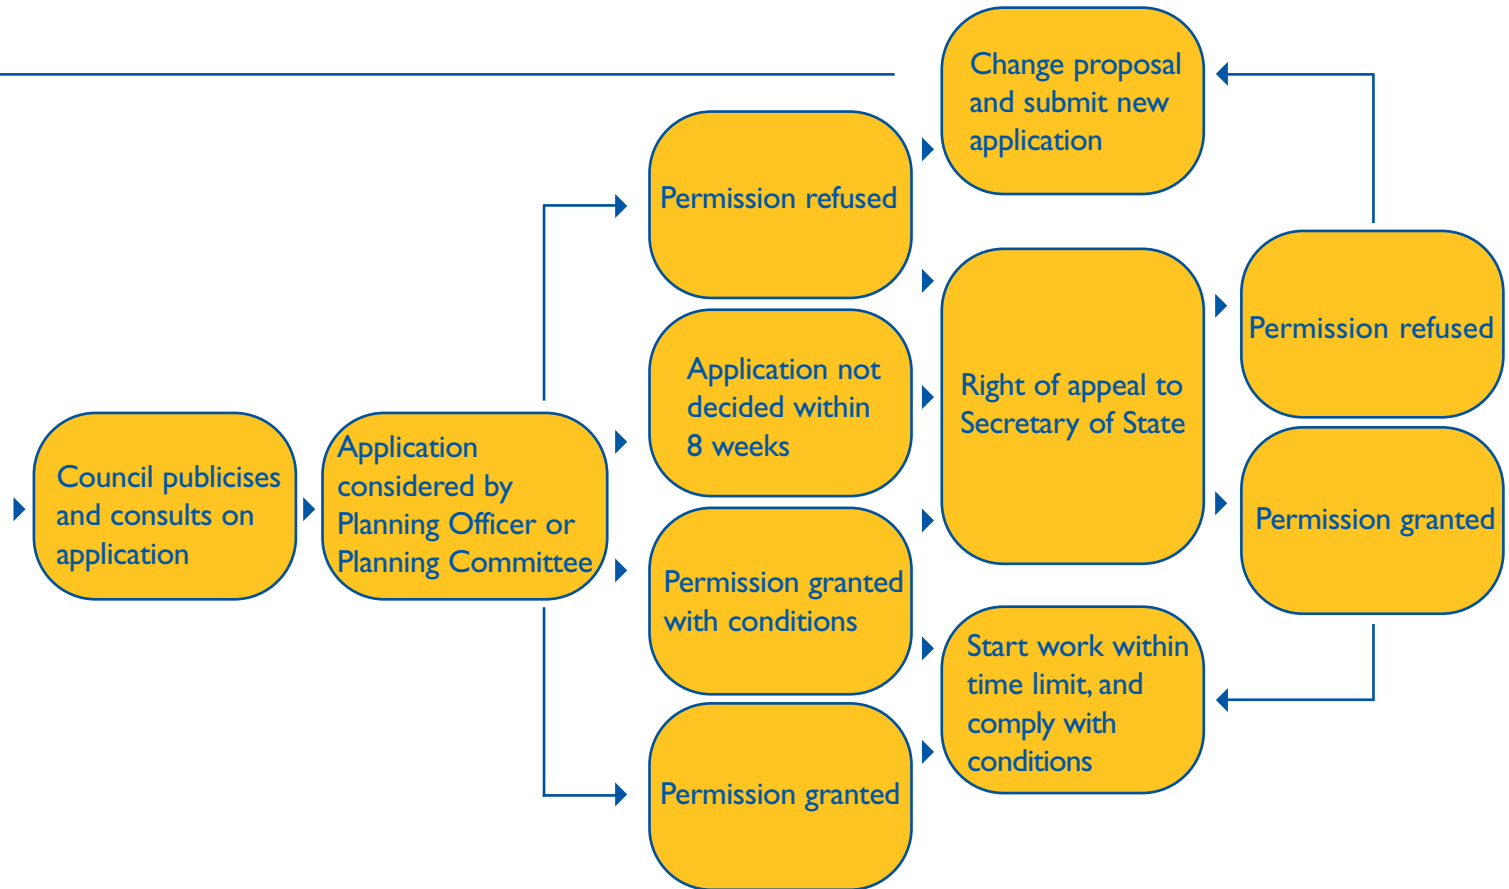 Council publicises
and consults on
application
Application
considered by
Planning Officer or
Planning Committee
Permission refused
Application not
decided within
8 weeks
Permission granted
with conditions
Permission granted
Change proposal
and submit new
application
Right of appeal to
Secretary of State
Start work within
time limit, and
comply with
conditions
Permission refused
Permission granted